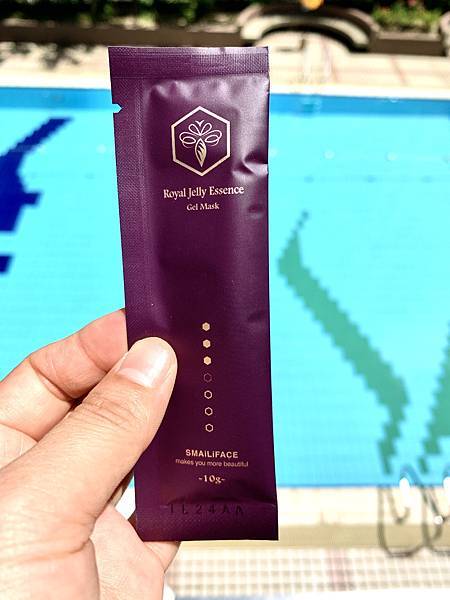 Royal Jelly Essence
Gel Mask
SMAiLiFACE
makes you more beautiful
~10g~